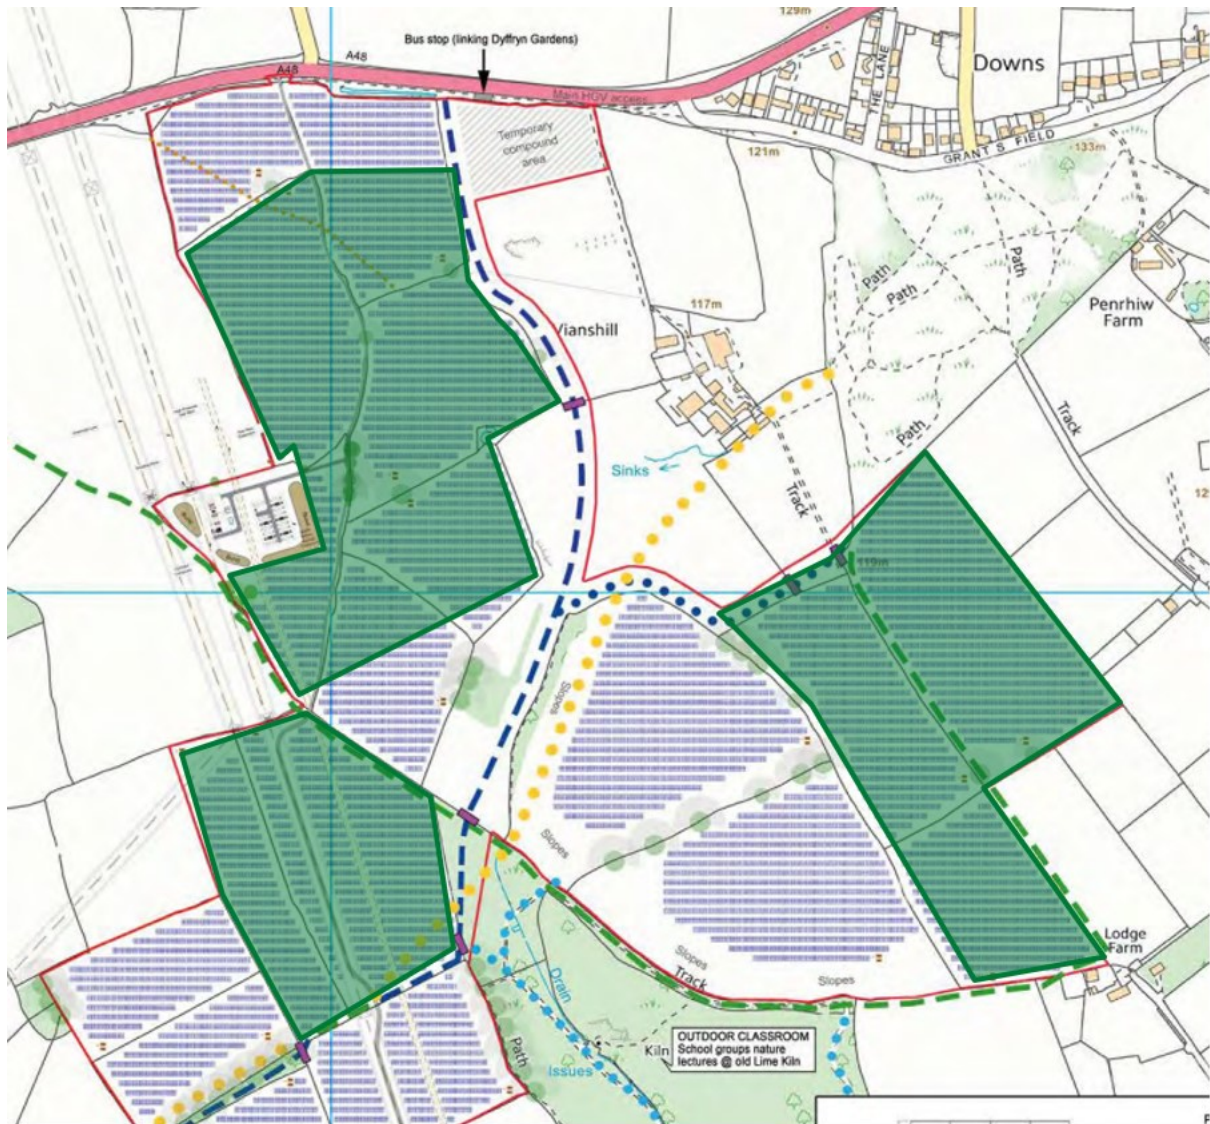 129m
Bus stop (linking Dyffryn Gardens)
A48
A48
THE LANE
Downs
Main HGV access
Temporary
compound
area
121m
GRANT S FIELD
133m
Path
Path
Path
Penrhiw
Farm
117m
Vianshill
Track
Path
Sinks
Track
119m
Slopes
Slopes
Lodge
Farm
Slopes
Track
Slopes
Drain
OUTDOOR CLASSROOM
School groups nature
lectures @ old Lime Kiln
Kiln
Path
Issues